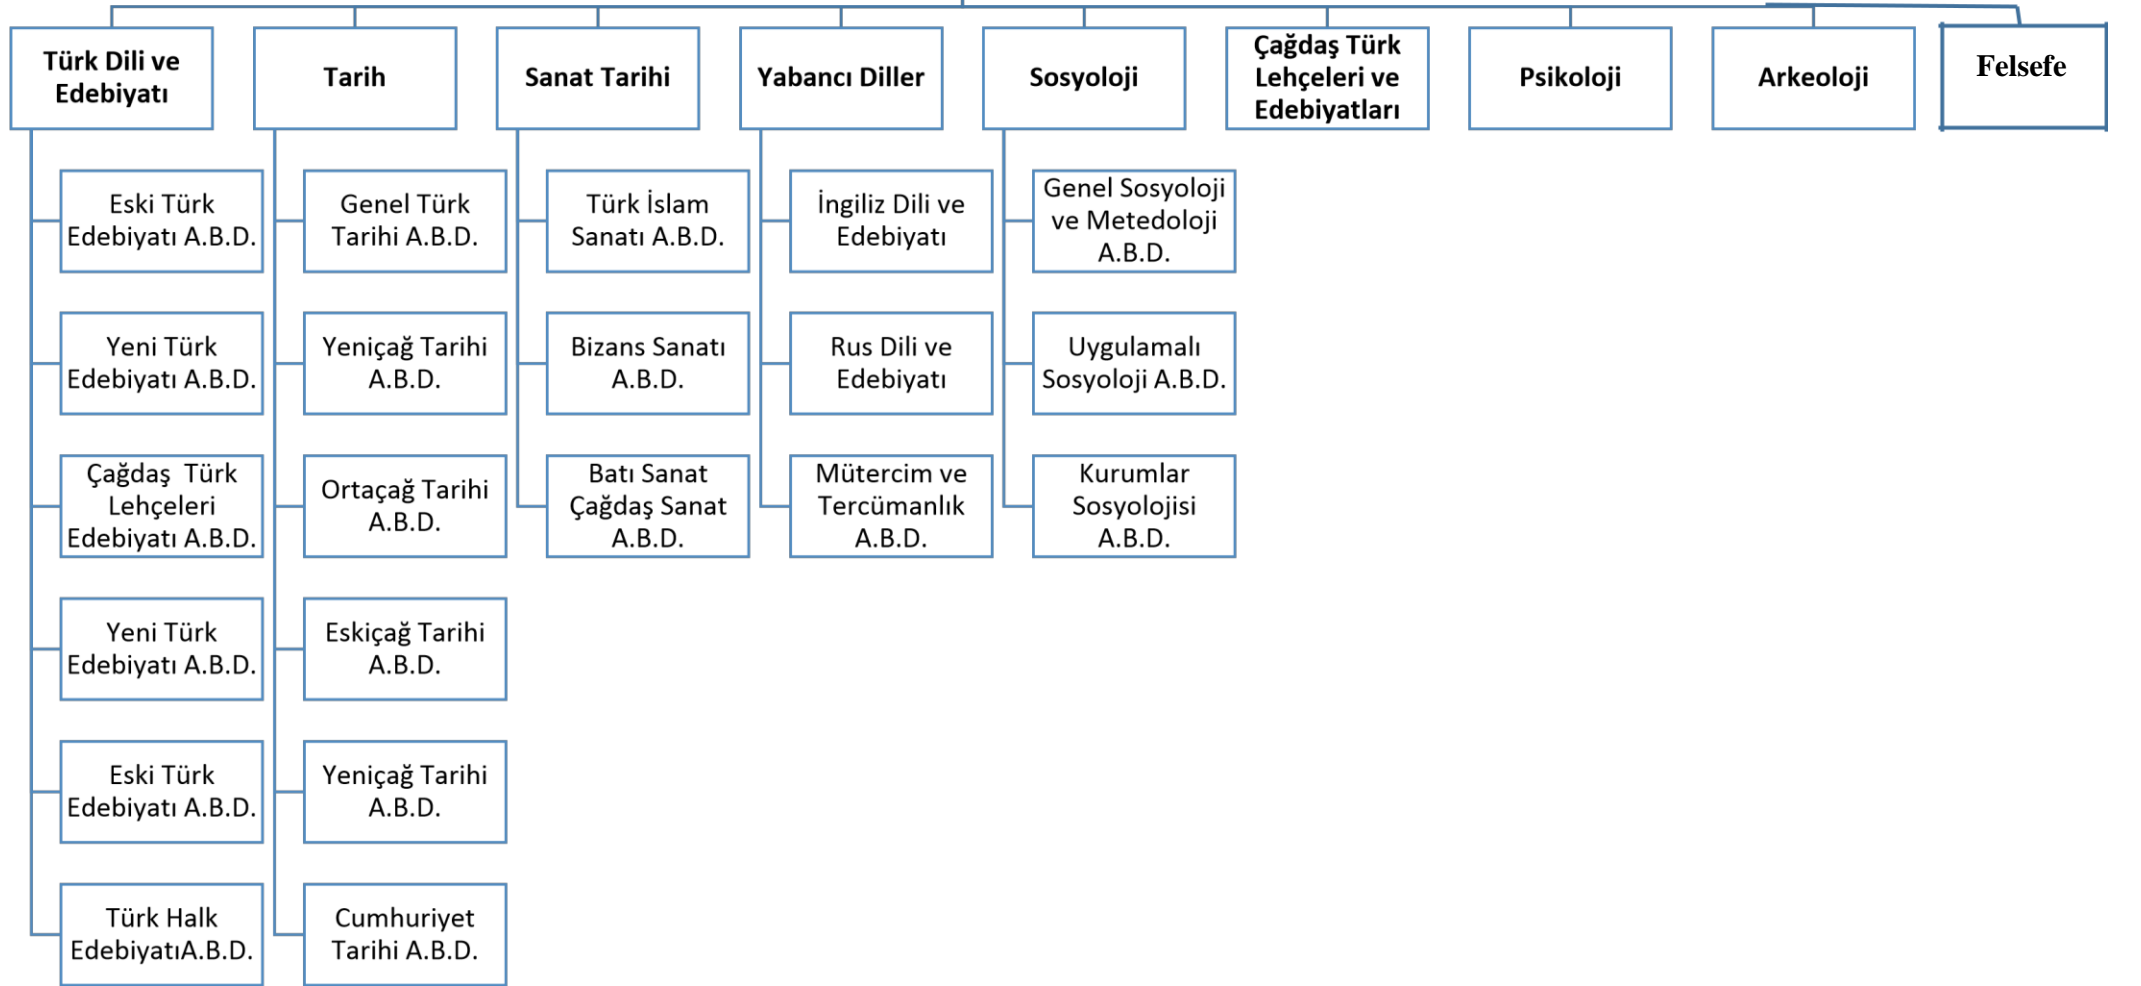 Türk Dili ve
Edebiyatı
Tarih
Sanat Tarihi
Yabancı Diller
Sosyoloji
Çağdaş Türk
Lehçeleri ve
Edebiyatları
Psikoloji
Arkeoloji
Felsefe
Eski Türk
Edebiyatı A.B.D.
Yeni Türk
Edebiyatı A.B.D.
Çağdaş  Türk
Lehçeleri
Edebiyatı A.B.D.
Yeni Türk
Edebiyatı A.B.D.
Eski Türk
Edebiyatı A.B.D.
Türk Halk
EdebiyatıA.B.D.
Genel Türk
Tarihi A.B.D.
Yeniçağ Tarihi
A.B.D.
Ortaçağ Tarihi
A.B.D.
Eskiçağ Tarihi
A.B.D.
Yeniçağ Tarihi
A.B.D.
Cumhuriyet
Tarihi A.B.D.
Türk İslam
Sanatı A.B.D.
Bizans Sanatı
A.B.D.
Batı Sanat
Çağdaş Sanat
A.B.D.
İngiliz Dili ve
Edebiyatı
Rus Dili ve
Edebiyatı
Mütercim ve
Tercümanlık
A.B.D.
Genel Sosyoloji
ve Metedoloji
A.B.D.
Uygulamalı
Sosyoloji A.B.D.
Kurumlar
Sosyolojisi
A.B.D.